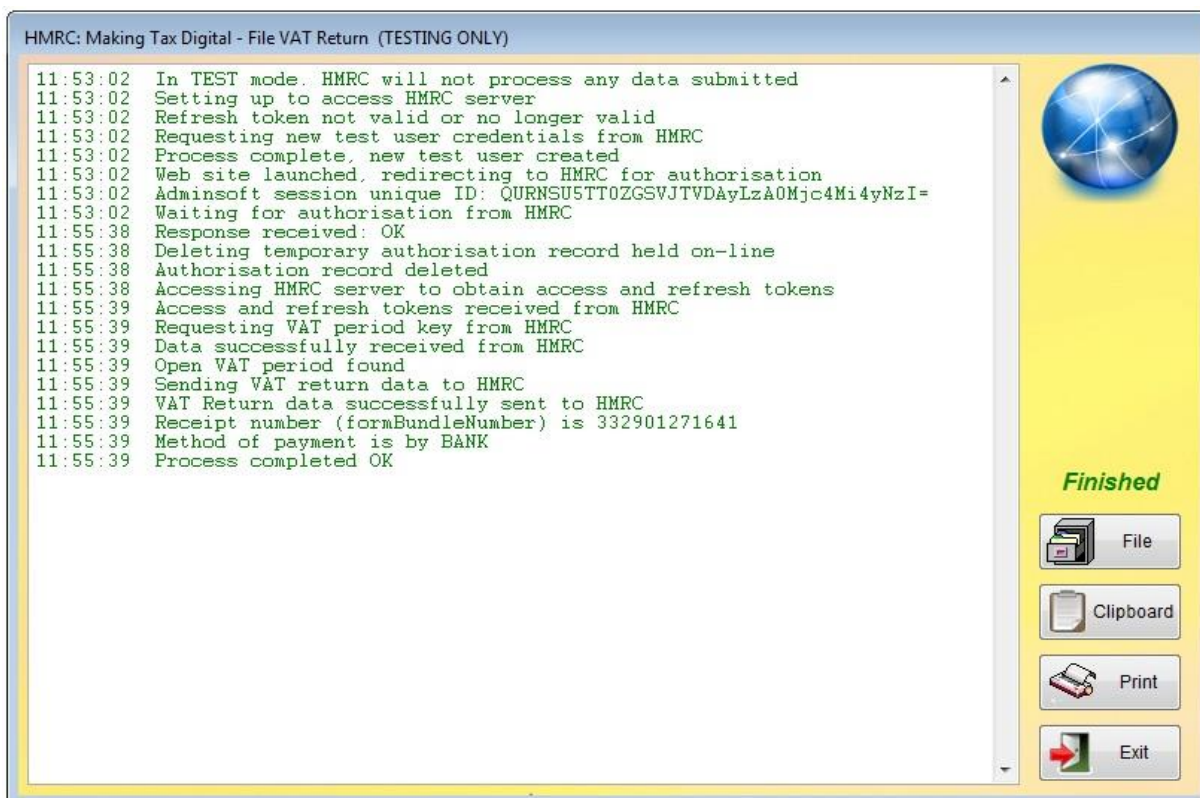 HMRC: Making Tax Digital - File VAT Return (TESTING ONLY)
11:53:02 In TEST mode. HMRC will not process any data submitted
11:53:02 Setting up to access HMRC server
11:53:02 Refresh token not valid or no longer valid
11:53:02 Requesting new test user credentials from HMRC
11:53:02 Process complete, new test user created
11:53:02 Web site launched, redirecting to HMRC for authorisation
11:53:02 Adminsoft session unique ID: QURNSU5TT0ZGSVJTVDAyLzA0Mjc4Mi4yNzI=
11:53:02 Waiting for authorisation from HMRC
11:55:38 Response received: OK
11:55:38 Deleting temporary authorisation record held on-line
11:55:38 Authorisation record deleted
11:55:38 Accessing HMRC server to obtain access and refresh tokens
11:55:39 Access and refresh tokens received from HMRC
11:55:39 Requesting VAT period key from HMRC
11:55:39 Data successfully received from HMRC
11:55:39 Open VAT period found
11:55:39 Sending VAT return data to HMRC
11:55:39 VAT Return data successfully sent to HMRC
11:55:39 Receipt number (formBundleNumber) is 332901271641
11:55:39 Method of payment is by BANK
11:55:39 Process completed OK
Finished
File
Clipboard
Print
Exit